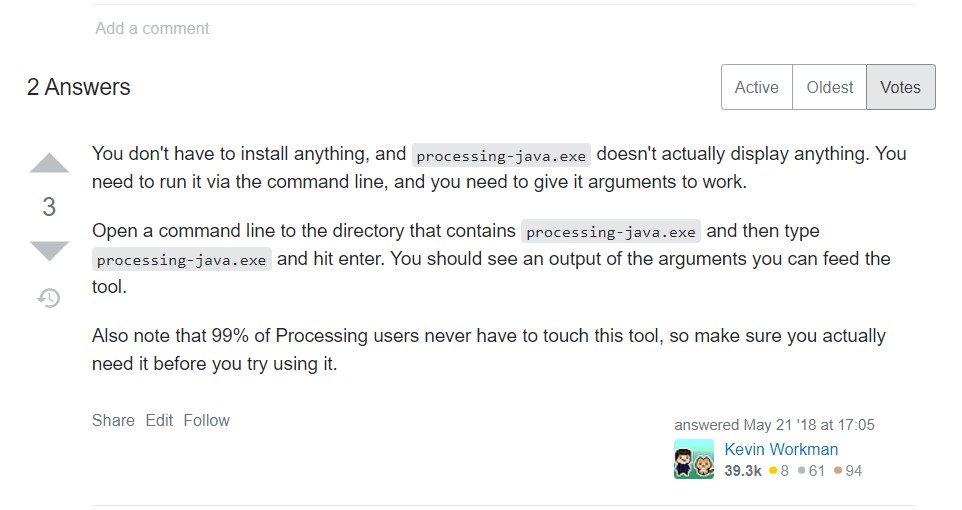 Add a comment
2 Answers
Active Oldest Votes
You don't have to install anything, and processing-java.exe doesn't actually display anything. You
need to run it via the command line, and you need to give it arguments to work.
3
Open a command line to the directory that contains processing-java.exe and then type
processing-java.exe and hit enter. You should see an output of the arguments you can feed the
tool.
Also note that 99% of Processing users never have to touch this tool, so make sure you actually
need it before you try using it.
Share Edit Follow
answered May 21 '18 at 17:05
Kevin Workman
39.3k 8 61 94